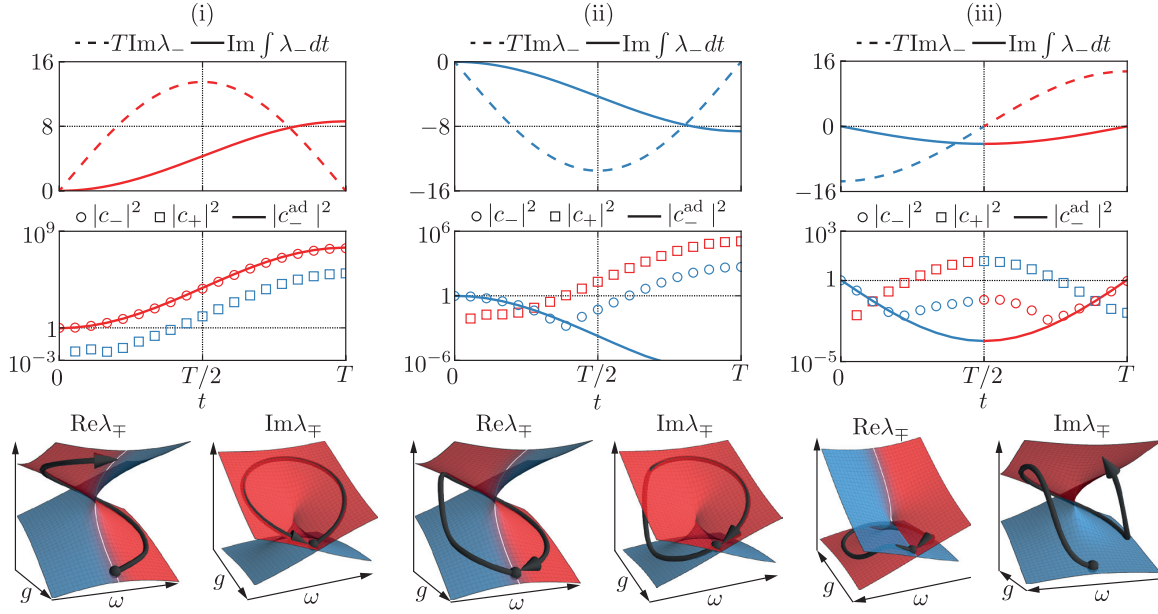 (i) (ii) (iii)
TImλ₋ Im ∫ λ₋dt TImλ₋ Im ∫ λ₋dt TImλ₋ Im ∫ λ₋dt
16 0 16
8 −8 0
0 −16 −16
|c₋|² |c₊|² |c₋ᵃᵈ|² |c₋|² |c₊|² |c₋ᵃᵈ|² |c₋|² |c₊|² |c₋ᵃᵈ|²
10⁹ 10⁶ 10³
1 1 1
10⁻³ 10⁻⁶ 10⁻⁵
0 T/2 T 0 T/2 T 0 T/2 T
t t t
Reλ∓ Imλ∓ Reλ∓ Imλ∓ Reλ∓ Imλ∓
g ω g ω g ω